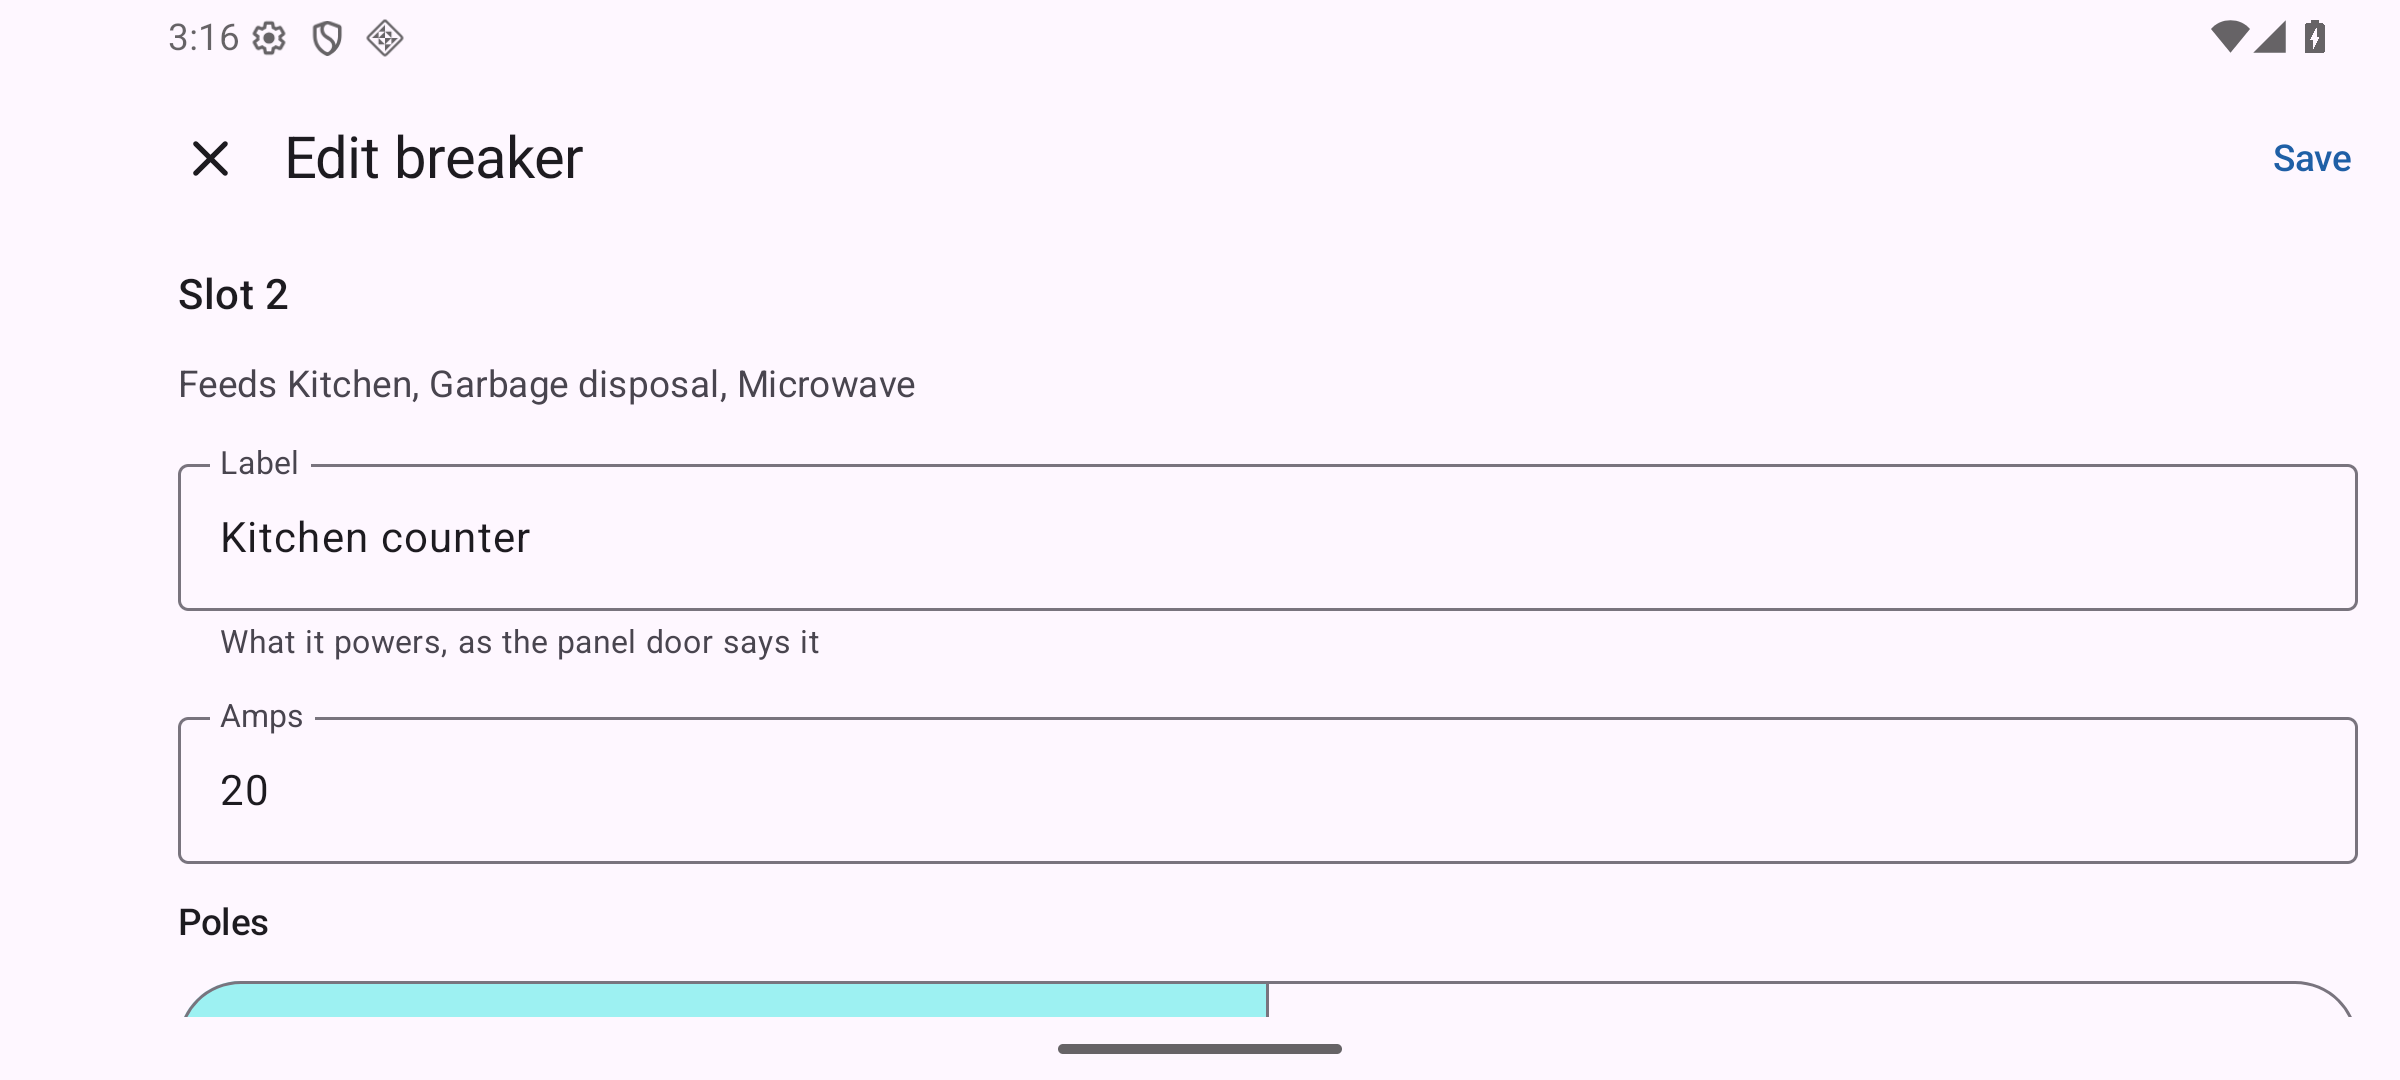 3:16
Edit breaker
Save
Slot 2
Feeds Kitchen, Garbage disposal, Microwave
Label
Kitchen counter
What it powers, as the panel door says it
Amps
20
Poles